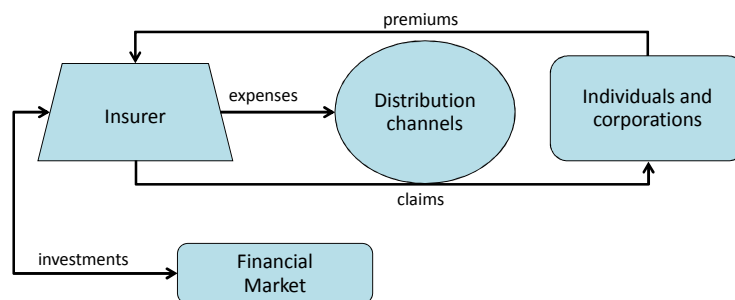 premiums
Insurer
expenses
Distribution
channels
Individuals and
corporations
claims
investments
Financial
Market